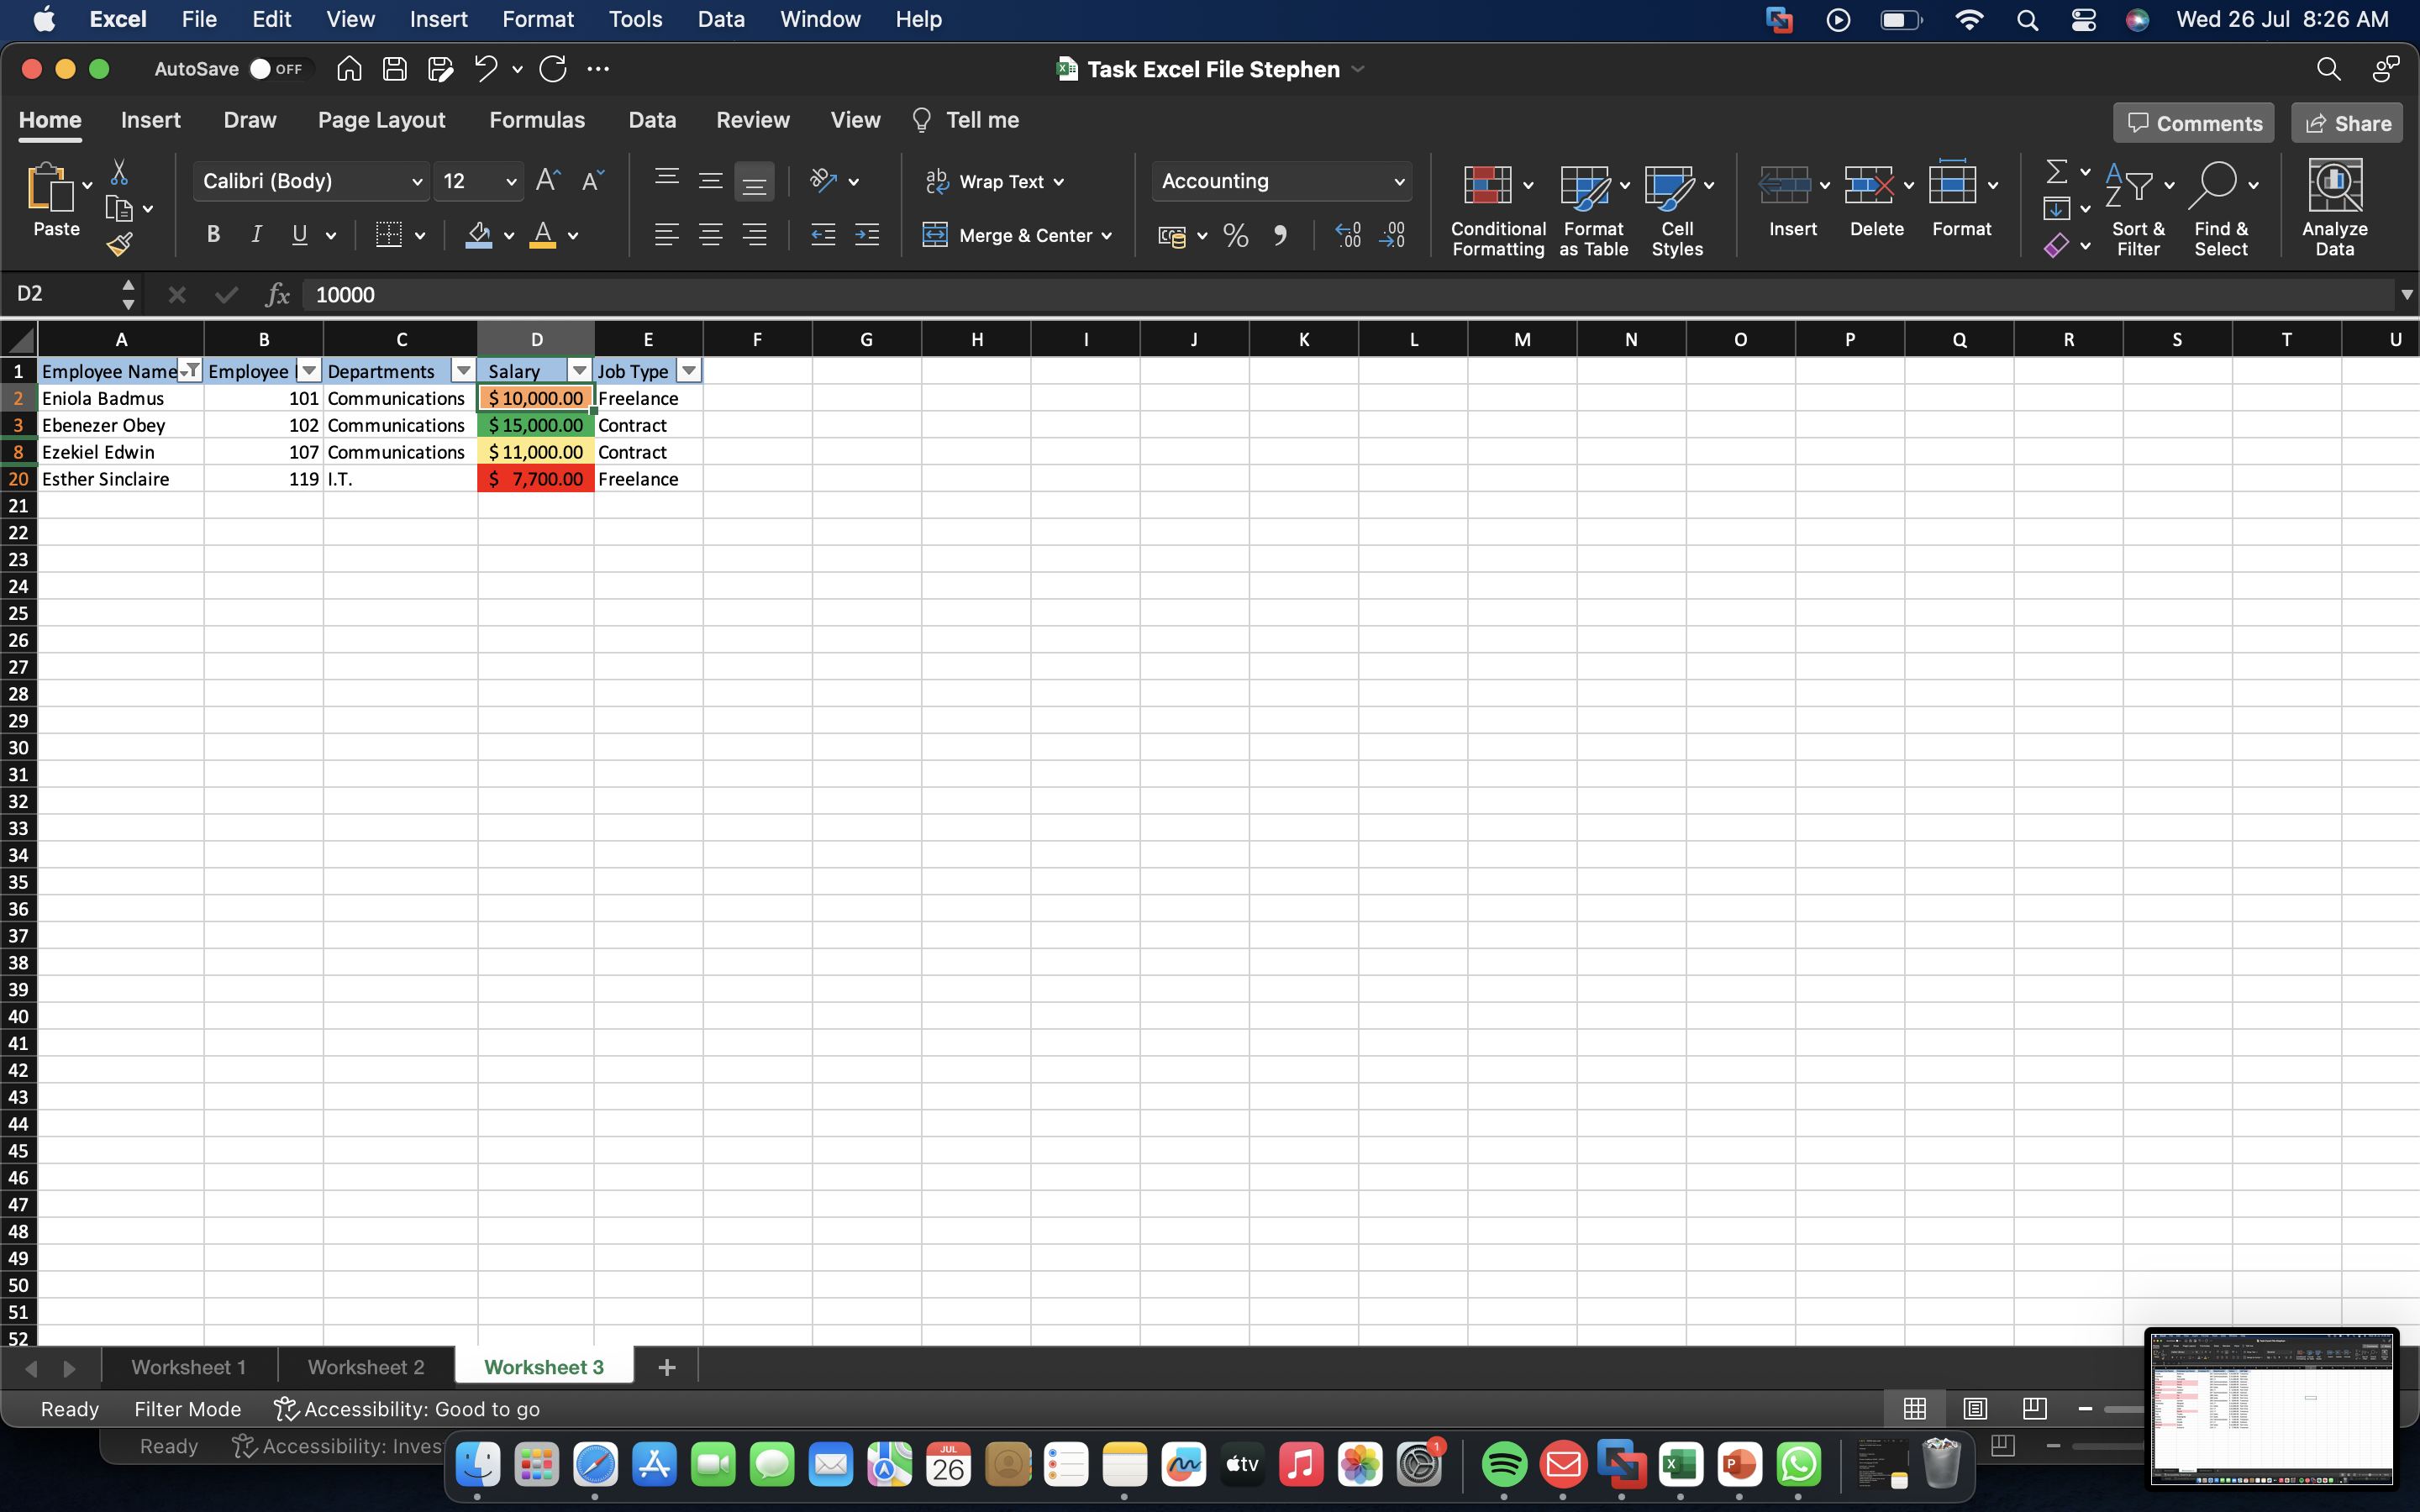 Excel File Edit View Insert Format Tools Data Window Help Wed 26 Jul 8:26 AM
AutoSave OFF Task Excel File Stephen
Home Insert Draw Page Layout Formulas Data Review View Tell me Comments Share
Paste Calibri (Body) 12 Wrap Text Merge & Center Accounting Conditional Formatting Format as Table Cell Styles Insert Delete Format Sort & Filter Find & Select Analyze Data
D2 fx 10000
A B C D E F G H I J K L M N O P Q R S T U
1 Employee Name Employee Departments Salary Job Type
2 Eniola Badmus 101 Communications $ 10,000.00 Freelance
3 Ebenezer Obey 102 Communications $ 15,000.00 Contract
8 Ezekiel Edwin 107 Communications $ 11,000.00 Contract
20 Esther Sinclaire 119 I.T. $ 7,700.00 Freelance
21
22
23
24
25
26
27
28
29
30
31
32
33
34
35
36
37
38
39
40
41
42
43
44
45
46
47
48
49
50
51
52
Worksheet 1 Worksheet 2 Worksheet 3 +
Ready Filter Mode Accessibility: Good to go
Ready Accessibility: Inves
JUL 26 tv 1